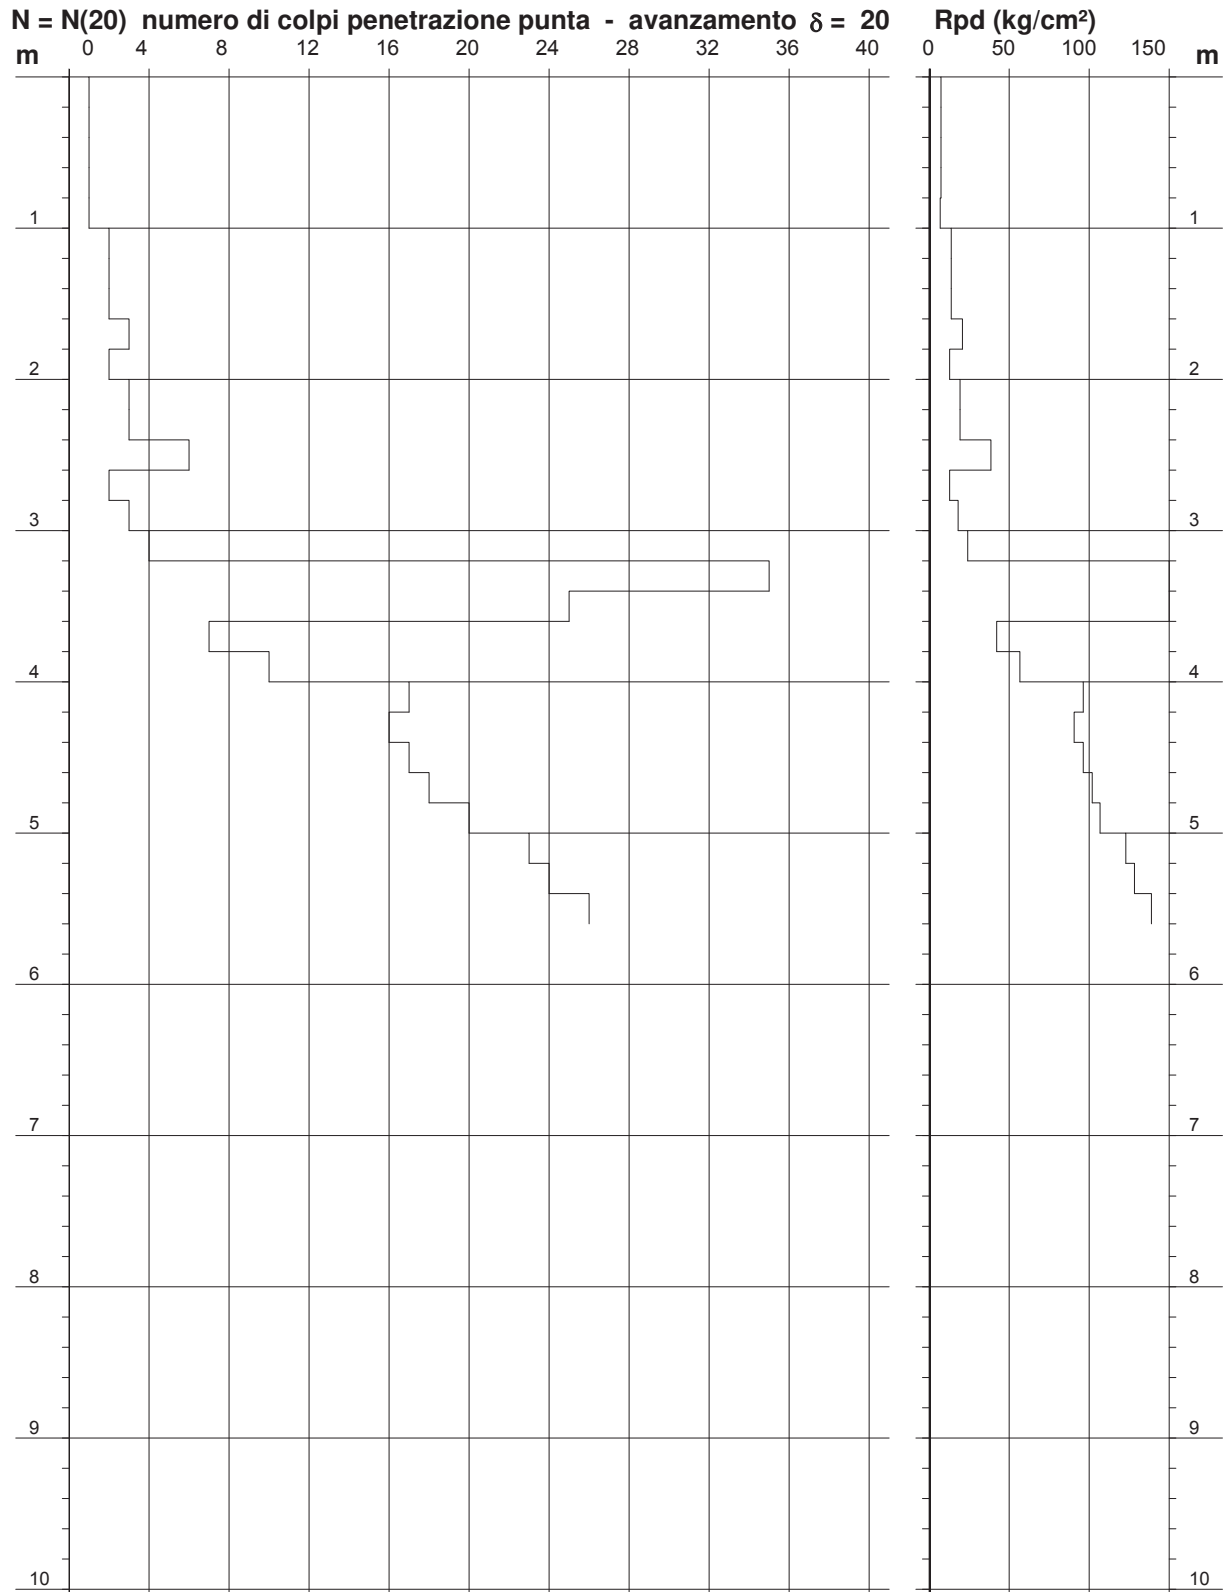 N = N(20) numero di colpi penetrazione punta - avanzamento δ = 20
Rpd (kg/cm²)
m 0 4 8 12 16 20 24 28 32 36 40
0 50 100 150 m
1 1
2 2
3 3
4 4
5 5
6 6
7 7
8 8
9 9
10 10